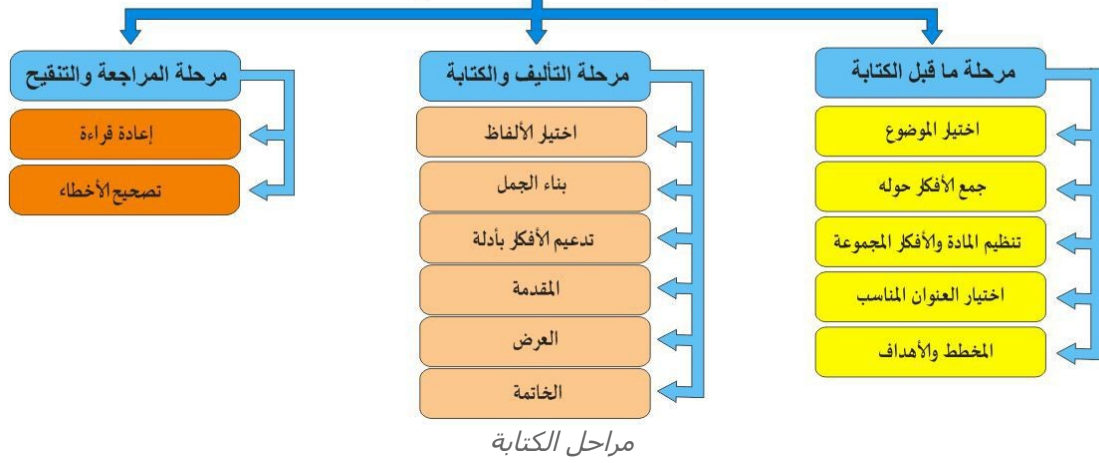 مرحلة ما قبل الكتابة
اختيار الموضوع
جمع الأفكار حوله
تنظيم المادة والأفكار المجموعة
اختيار العنوان المناسب
المخطط والأهداف
مرحلة التأليف والكتابة
اختيار الألفاظ
بناء الجمل
تدعيم الأفكار بأدلة
المقدمة
العرض
الخاتمة
مرحلة المراجعة والتنقيح
إعادة قراءة
تصحيح الأخطاء
مراحل الكتابة